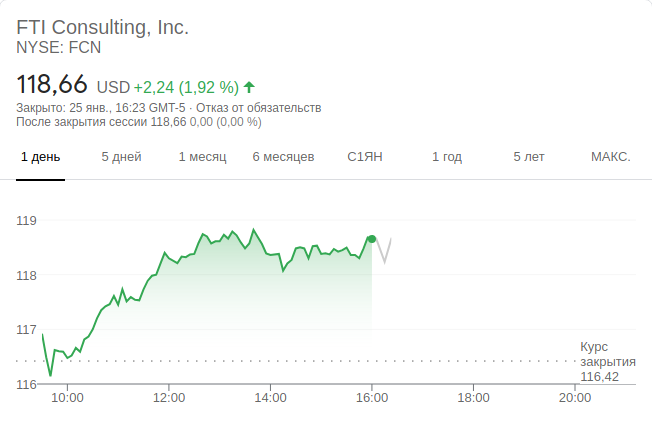 FTI Consulting, Inc.
NYSE: FCN
118,66 USD +2,24 (1,92 %)
Закрыто: 25 янв., 16:23 GMT-5 · Отказ от обязательств
После закрытия сессии 118,66 0,00 (0,00 %)
1 день 5 дней 1 месяц 6 месяцев С1ЯН 1 год 5 лет МАКС.
119
118
117
Курс
закрытия
116,42
116
10:00 12:00 14:00 16:00 18:00 20:00